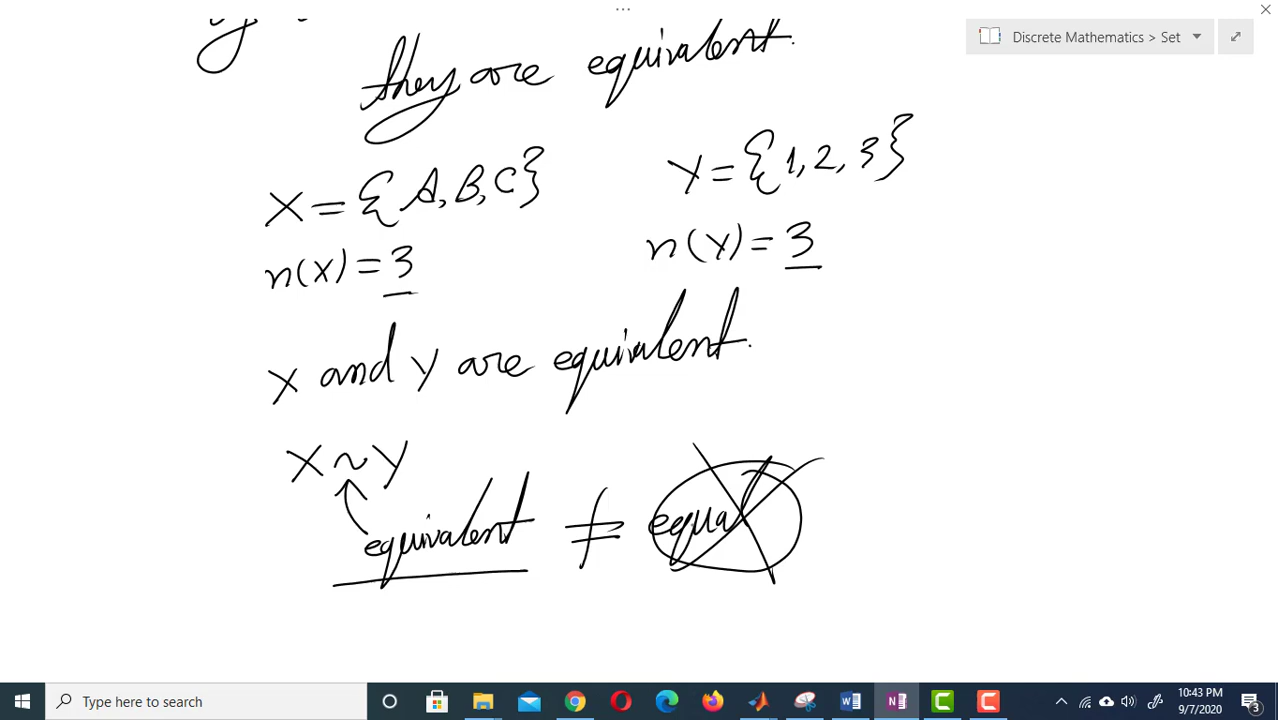 Discrete Mathematics > Set
they are equivalent.
X = {A, B, C} Y = {1, 2, 3}
n(X) = 3 n(Y) = 3
X and Y are equivalent.
X ~ Y
equivalent ≠ equal
Type here to search
10:43 PM
9/7/2020
3